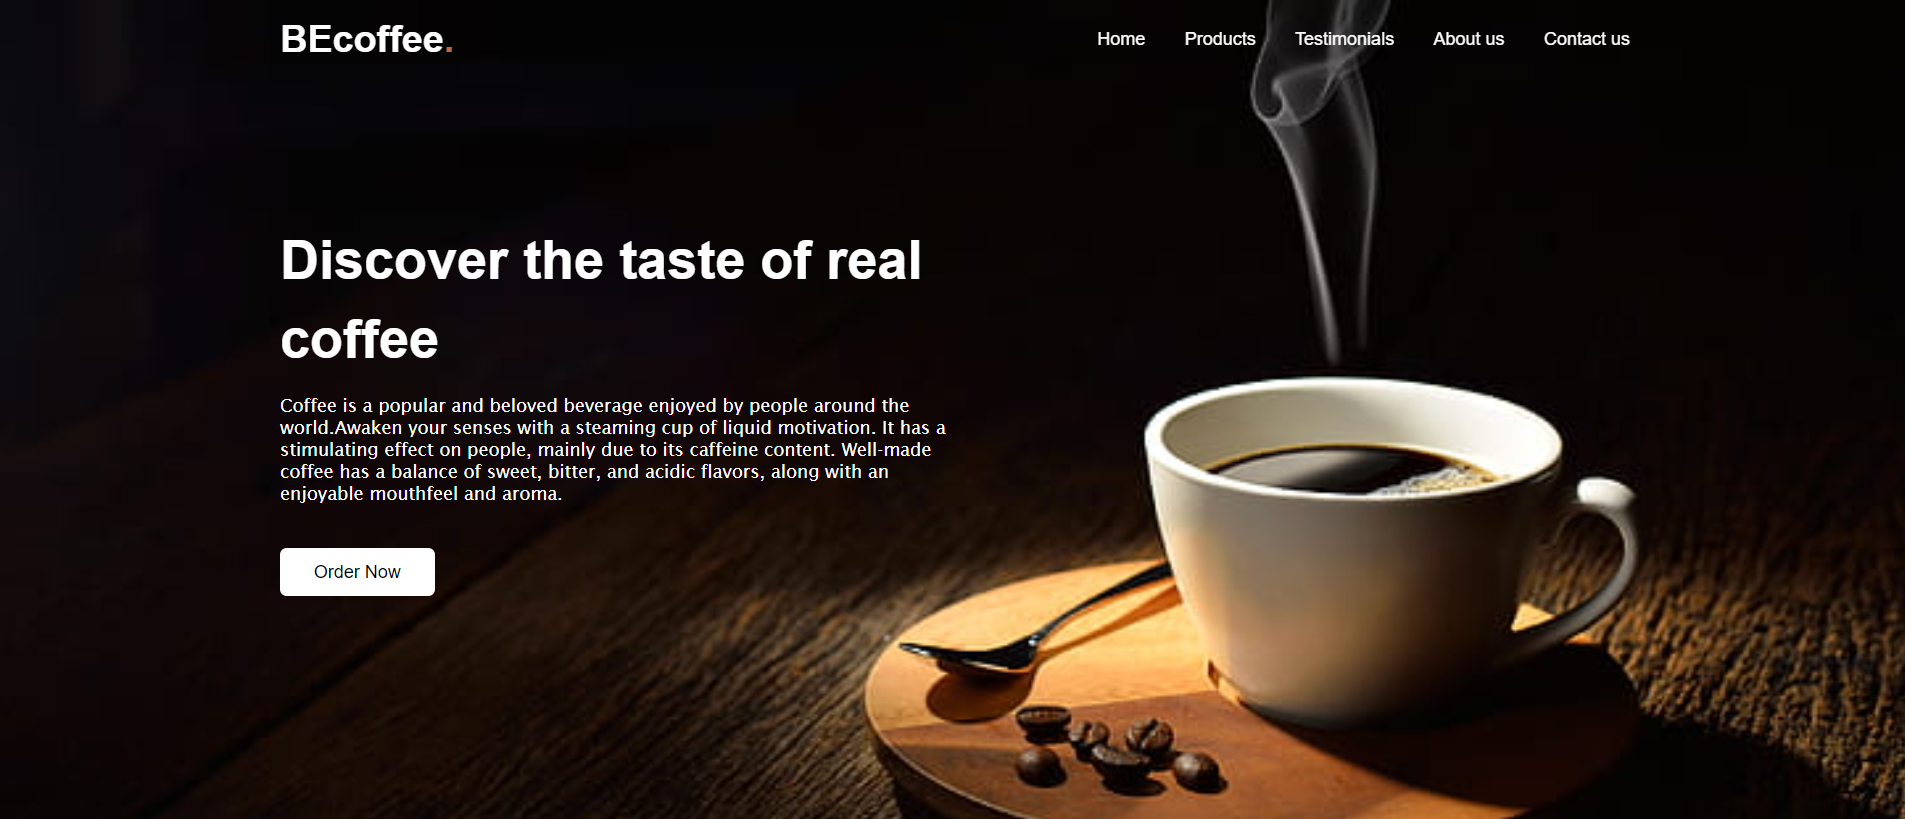 BEcoffee.
Home Products Testimonials About us Contact us
Discover the taste of real
coffee
Coffee is a popular and beloved beverage enjoyed by people around the
world.Awaken your senses with a steaming cup of liquid motivation. It has a
stimulating effect on people, mainly due to its caffeine content. Well-made
coffee has a balance of sweet, bitter, and acidic flavors, along with an
enjoyable mouthfeel and aroma.
Order Now